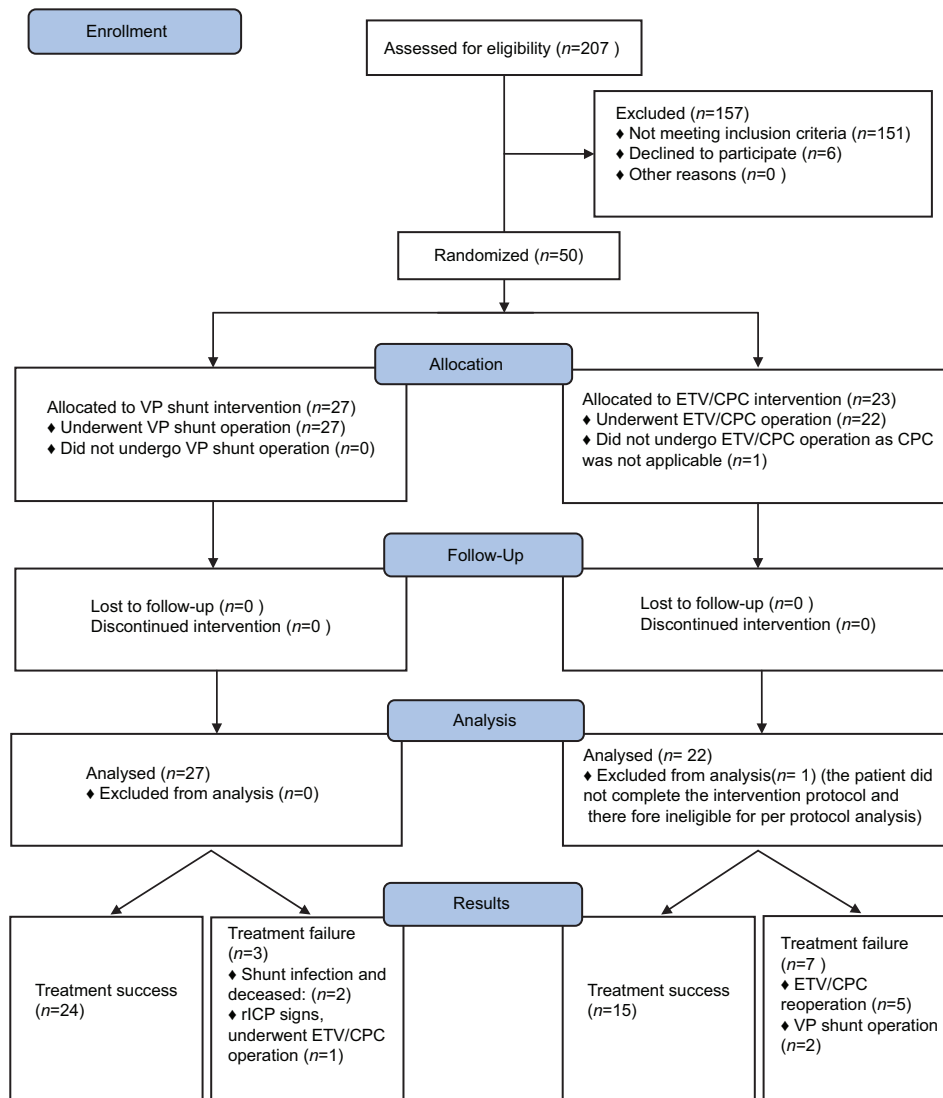 Enrollment
Assessed for eligibility (n=207 )
Excluded (n=157)
♦ Not meeting inclusion criteria (n=151)
♦ Declined to participate (n=6)
♦ Other reasons (n=0 )
Randomized (n=50)
Allocation
Allocated to VP shunt intervention (n=27)
♦ Underwent VP shunt operation (n=27)
♦ Did not undergo VP shunt operation (n=0)
Allocated to ETV/CPC intervention (n=23)
♦ Underwent ETV/CPC operation (n=22)
♦ Did not undergo ETV/CPC operation as CPC
was not applicable (n=1)
Follow-Up
Lost to follow-up (n=0 )
Discontinued intervention (n=0 )
Lost to follow-up (n=0 )
Discontinued intervention (n=0)
Analysis
Analysed (n=27)
♦ Excluded from analysis (n=0)
Analysed (n= 22)
♦ Excluded from analysis(n= 1) (the patient did
not complete the intervention protocol and
there fore ineligible for per protocol analysis)
Results
Treatment success
(n=24)
Treatment failure
(n=3)
♦ Shunt infection and
deceased: (n=2)
♦ rICP signs,
underwent ETV/CPC
operation (n=1)
Treatment success
(n=15)
Treatment failure
(n=7 )
♦ ETV/CPC
reoperation (n=5)
♦ VP shunt operation
(n=2)